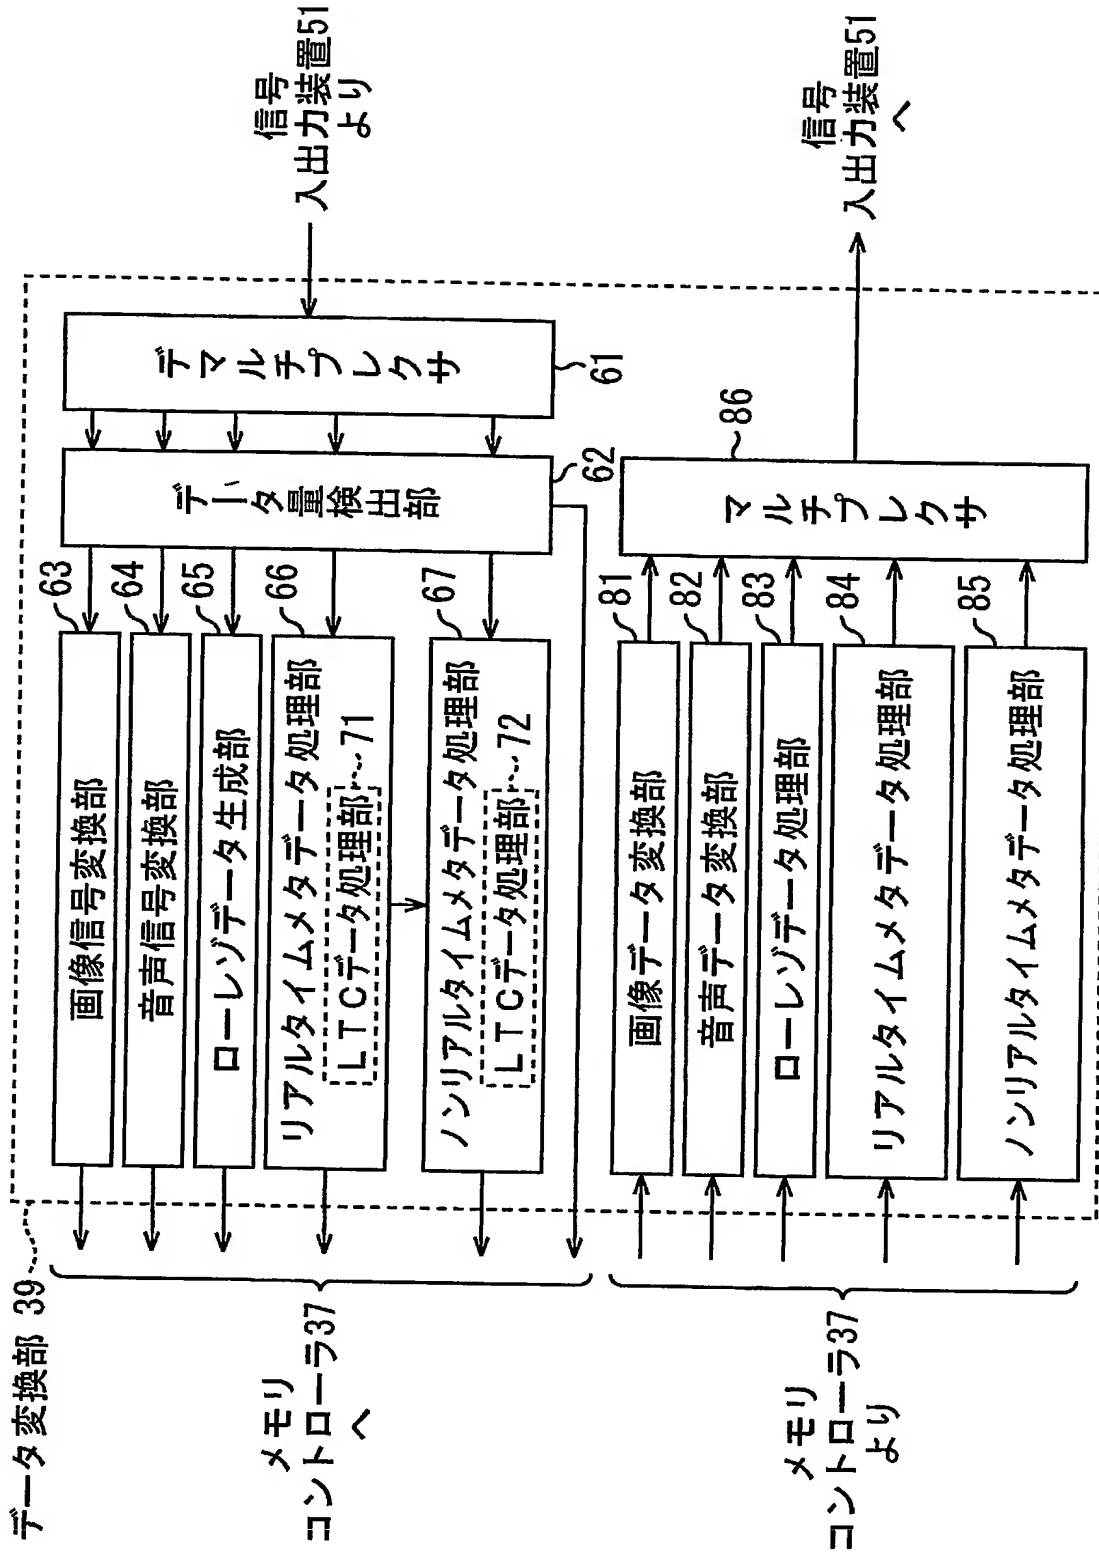 データ変換部 39
信号
入出力装置51
より
デマルチプレクサ
61
データ量検出部
62
画像信号変換部
63
音声信号変換部
64
ローレゾデータ生成部
65
リアルタイムメタデータ処理部
66
LTCデータ処理部
71
ノンリアルタイムメタデータ処理部
67
LTCデータ処理部
72
メモリ
コントローラ37
へ
メモリ
コントローラ37
より
画像データ変換部
81
音声データ変換部
82
ローレゾデータ処理部
83
リアルタイムメタデータ処理部
84
ノンリアルタイムメタデータ処理部
85
マルチプレクサ
86
信号
入出力装置51
へ